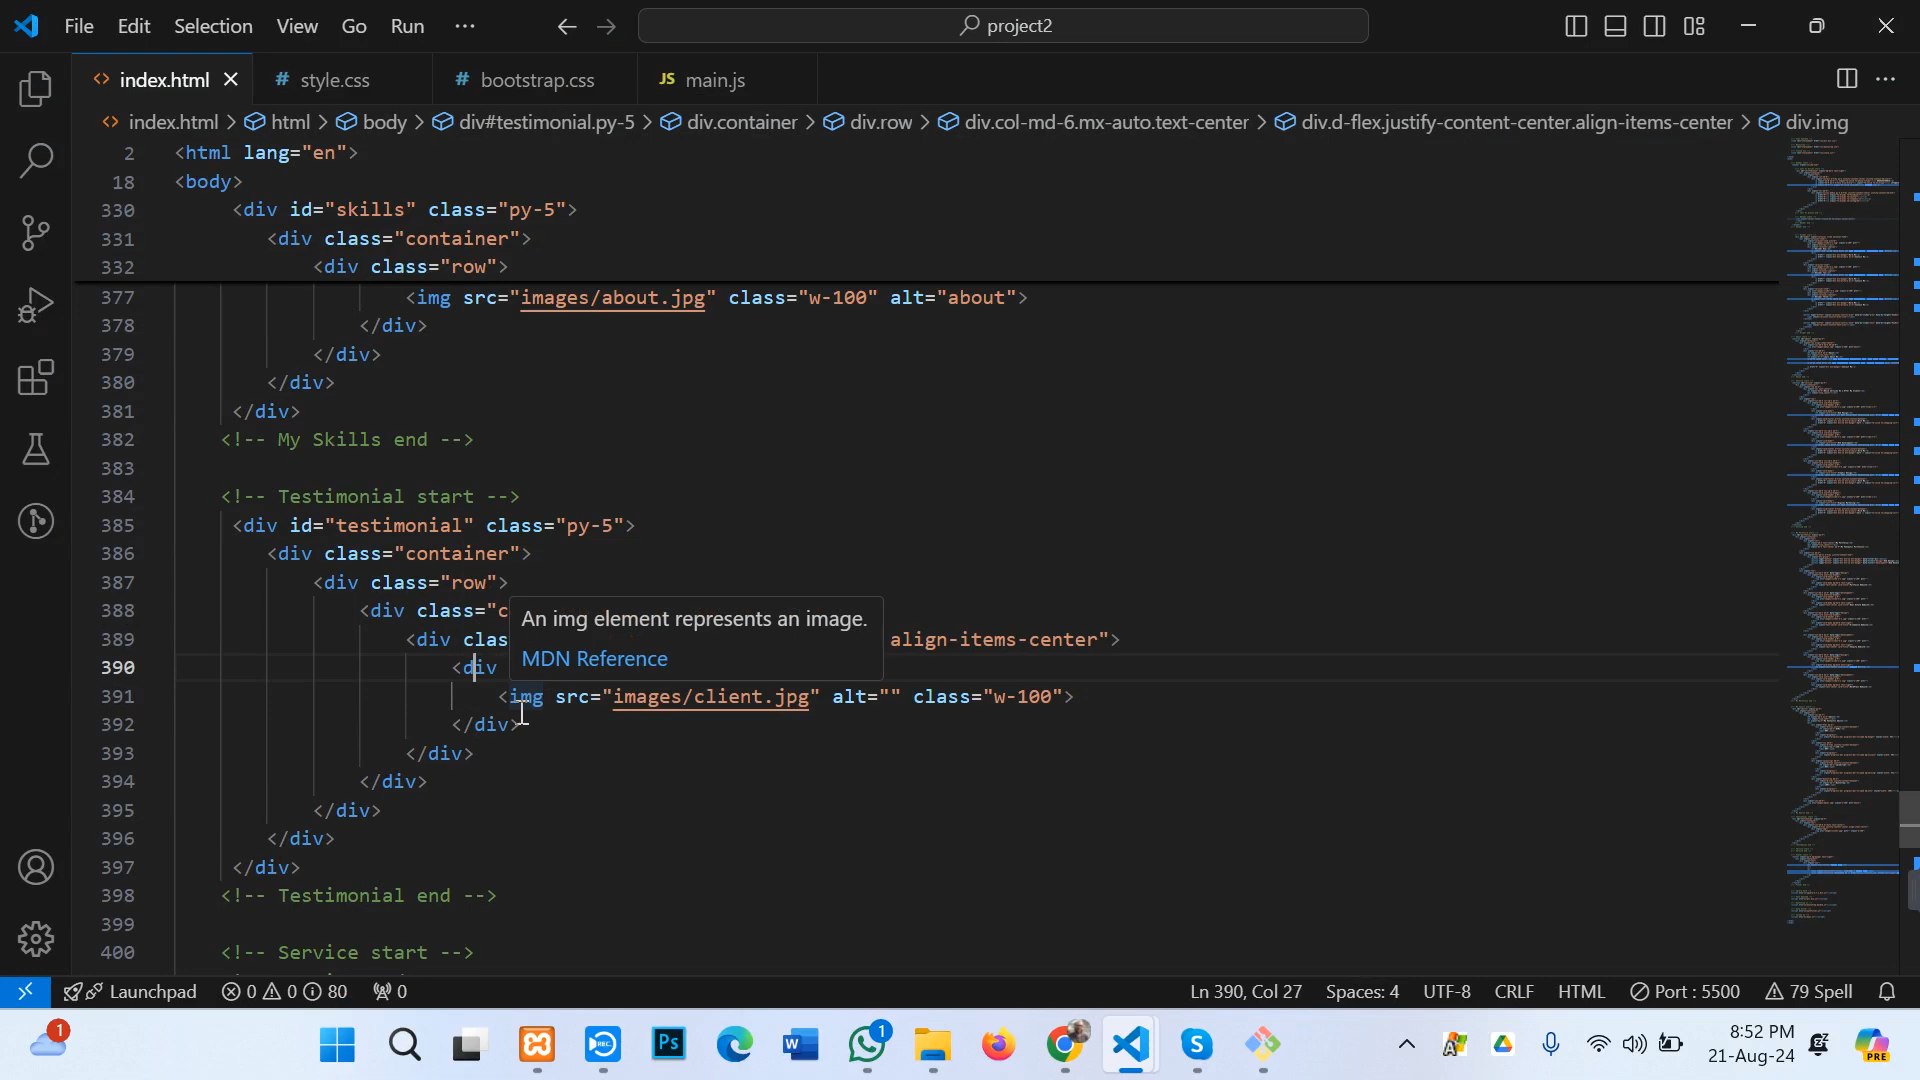 File Edit Selection View Go Run ··· project2
index.html style.css bootstrap.css JS main.js
index.html > html > body > div#testimonial.py-5 > div.container > div.row > div.col-md-6.mx-auto.text-center > div.d-flex.justify-content-center.align-items-center > div.img
2 <html lang="en">
18 <body>
330 <div id="skills" class="py-5">
331 <div class="container">
332 <div class="row">
377 <img src="images/about.jpg" class="w-100" alt="about">
378 </div>
379 </div>
380 </div>
381 </div>
382 <!-- My Skills end -->
383
384 <!-- Testimonial start -->
385 <div id="testimonial" class="py-5">
386 <div class="container">
387 <div class="row">
388 <div class="c
An img element represents an image.
389 <div clas align-items-center">
MDN Reference
390 <div
391 <img src="images/client.jpg" alt="" class="w-100">
392 </div>
393 </div>
394 </div>
395 </div>
396 </div>
397 </div>
398 <!-- Testimonial end -->
399
400 <!-- Service start -->
Launchpad 0 0 80 0 Ln 390, Col 27 Spaces: 4 UTF-8 CRLF HTML Port : 5500 79 Spell
1 Ps W 1 S 8:52 PM PRE
21-Aug-24